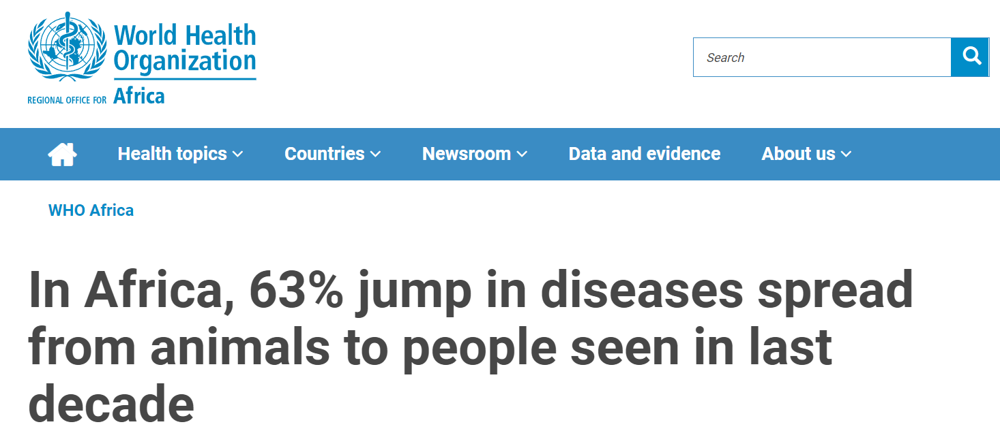 World Health
Organization
REGIONAL OFFICE FOR Africa
Search
Health topics Countries Newsroom Data and evidence About us
WHO Africa
In Africa, 63% jump in diseases spread
from animals to people seen in last
decade